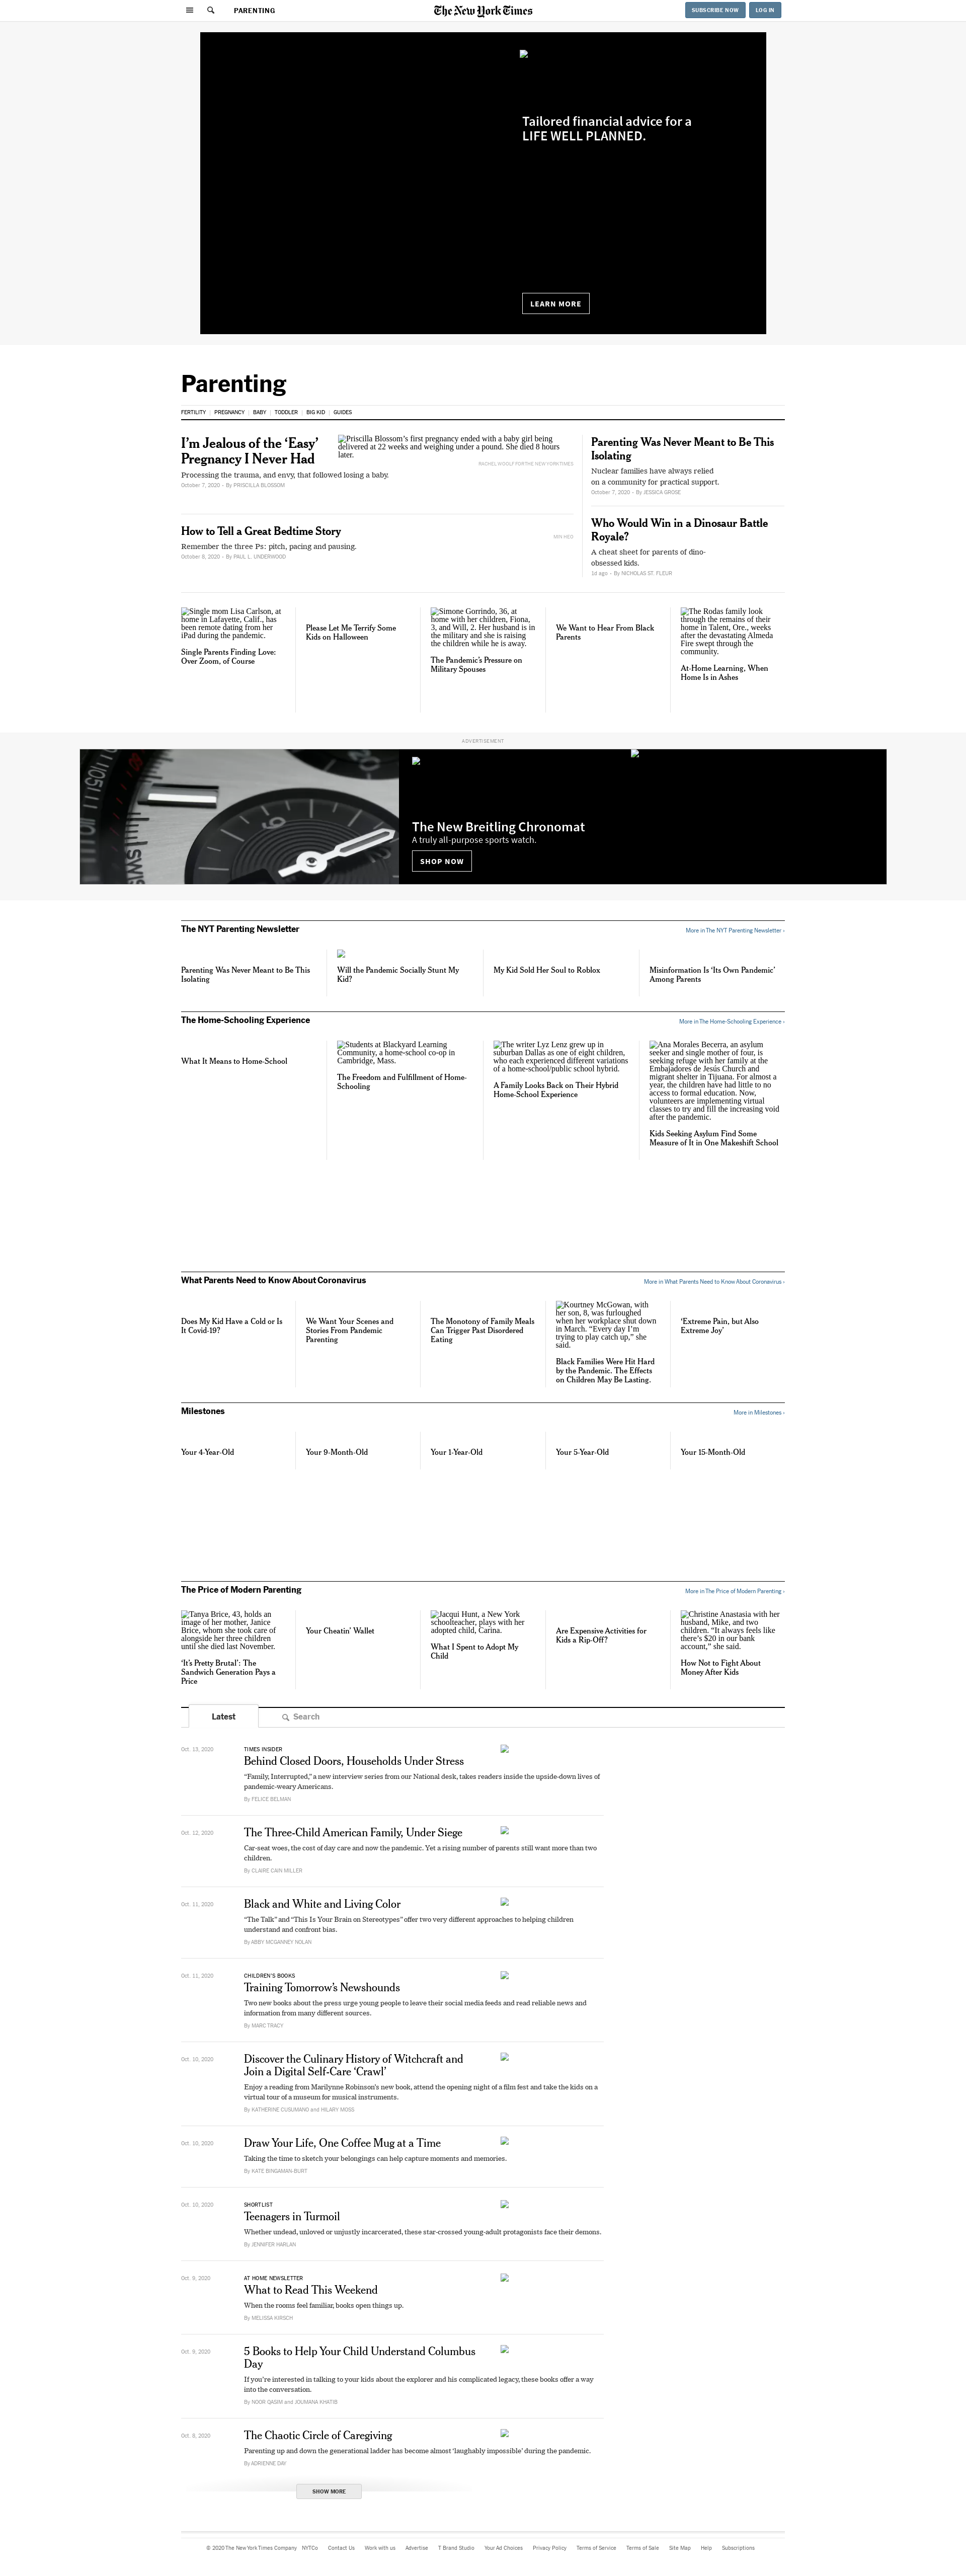 PARENTING
The New York Times
SUBSCRIBE NOW
LOG IN
Tailored financial advice for a
LIFE WELL PLANNED.
LEARN MORE
Parenting
FERTILITY
PREGNANCY
BABY
TODDLER
BIG KID
GUIDES
I’m Jealous of the ‘Easy’
Pregnancy I Never Had
Processing the trauma, and envy, that followed losing a baby.
October 7, 2020 – By PRISCILLA BLOSSOM
Priscilla Blossom’s first pregnancy ended with a baby girl being
delivered at 22 weeks and weighing under a pound. She died 8 hours
later.
RACHEL WOOLF FOR THE NEW YORK TIMES
How to Tell a Great Bedtime Story
Remember the three Ps: pitch, pacing and pausing.
October 8, 2020 – By PAUL L. UNDERWOOD
MIN HEO
Parenting Was Never Meant to Be This
Isolating
Nuclear families have always relied
on a community for practical support.
October 7, 2020 – By JESSICA GROSE
Who Would Win in a Dinosaur Battle
Royale?
A cheat sheet for parents of dino-
obsessed kids.
1d ago – By NICHOLAS ST. FLEUR
Single mom Lisa Carlson, at
home in Lafayette, Calif., has
been remote dating from her
iPad during the pandemic.
Single Parents Finding Love:
Over Zoom, of Course
Please Let Me Terrify Some
Kids on Halloween
Simone Gorrindo, 36, at
home with her children, Fiona,
3, and Will, 2. Her husband is in
the military and she is raising
the children while he is away.
The Pandemic’s Pressure on
Military Spouses
We Want to Hear From Black
Parents
The Rodas family look
through the remains of their
home in Talent, Ore., weeks
after the devastating Almeda
Fire swept through the
community.
At-Home Learning, When
Home Is in Ashes
ADVERTISEMENT
The New Breitling Chronomat
A truly all-purpose sports watch.
SHOP NOW
The NYT Parenting Newsletter
More in The NYT Parenting Newsletter ›
Parenting Was Never Meant to Be This
Isolating
Will the Pandemic Socially Stunt My
Kid?
My Kid Sold Her Soul to Roblox
Misinformation Is ‘Its Own Pandemic’
Among Parents
The Home-Schooling Experience
More in The Home-Schooling Experience ›
What It Means to Home-School
Students at Blackyard Learning
Community, a home-school co-op in
Cambridge, Mass.
The Freedom and Fulfillment of Home-
Schooling
The writer Lyz Lenz grew up in
suburban Dallas as one of eight children,
who each experienced different variations
of a home-school/public school hybrid.
A Family Looks Back on Their Hybrid
Home-School Experience
Ana Morales Becerra, an asylum
seeker and single mother of four, is
seeking refuge with her family at the
Embajadores de Jesús Church and
migrant shelter in Tijuana. For almost a
year, the children have had little to no
access to formal education. Now,
volunteers are implementing virtual
classes to try and fill the increasing void
after the pandemic.
Kids Seeking Asylum Find Some
Measure of It in One Makeshift School
What Parents Need to Know About Coronavirus
More in What Parents Need to Know About Coronavirus ›
Does My Kid Have a Cold or Is
It Covid-19?
We Want Your Scenes and
Stories From Pandemic
Parenting
The Monotony of Family Meals
Can Trigger Past Disordered
Eating
Kourtney McGowan, with
her son, 8, was furloughed
when her workplace shut down
in March. “Every day I’m
trying to play catch up,” she
said.
Black Families Were Hit Hard
by the Pandemic. The Effects
on Children May Be Lasting.
‘Extreme Pain, but Also
Extreme Joy’
Milestones
More in Milestones ›
Your 4-Year-Old
Your 9-Month-Old
Your 1-Year-Old
Your 5-Year-Old
Your 15-Month-Old
The Price of Modern Parenting
More in The Price of Modern Parenting ›
Tanya Brice, 43, holds an
image of her mother, Janice
Brice, whom she took care of
alongside her three children
until she died last November.
‘It’s Pretty Brutal’: The
Sandwich Generation Pays a
Price
Your Cheatin’ Wallet
Jacqui Hunt, a New York
schoolteacher, plays with her
adopted child, Carina.
What I Spent to Adopt My
Child
Are Expensive Activities for
Kids a Rip-Off?
Christine Anastasia with her
husband, Mike, and two
children. “It always feels like
there’s $20 in our bank
account,” she said.
How Not to Fight About
Money After Kids
Latest
Search
Oct. 13, 2020
TIMES INSIDER
Behind Closed Doors, Households Under Stress
“Family, Interrupted,” a new interview series from our National desk, takes readers inside the upside-down lives of
pandemic-weary Americans.
By FELICE BELMAN
Oct. 12, 2020
The Three-Child American Family, Under Siege
Car-seat woes, the cost of day care and now the pandemic. Yet a rising number of parents still want more than two
children.
By CLAIRE CAIN MILLER
Oct. 11, 2020
Black and White and Living Color
“The Talk” and “This Is Your Brain on Stereotypes” offer two very different approaches to helping children
understand and confront bias.
By ABBY MCGANNEY NOLAN
Oct. 11, 2020
CHILDREN’S BOOKS
Training Tomorrow’s Newshounds
Two new books about the press urge young people to leave their social media feeds and read reliable news and
information from many different sources.
By MARC TRACY
Oct. 10, 2020
Discover the Culinary History of Witchcraft and
Join a Digital Self-Care ‘Crawl’
Enjoy a reading from Marilynne Robinson’s new book, attend the opening night of a film fest and take the kids on a
virtual tour of a museum for musical instruments.
By KATHERINE CUSUMANO and HILARY MOSS
Oct. 10, 2020
Draw Your Life, One Coffee Mug at a Time
Taking the time to sketch your belongings can help capture moments and memories.
By KATE BINGAMAN-BURT
Oct. 10, 2020
SHORTLIST
Teenagers in Turmoil
Whether undead, unloved or unjustly incarcerated, these star-crossed young-adult protagonists face their demons.
By JENNIFER HARLAN
Oct. 9, 2020
AT HOME NEWSLETTER
What to Read This Weekend
When the rooms feel familiar, books open things up.
By MELISSA KIRSCH
Oct. 9, 2020
5 Books to Help Your Child Understand Columbus
Day
If you’re interested in talking to your kids about the explorer and his complicated legacy, these books offer a way
into the conversation.
By NOOR QASIM and JOUMANA KHATIB
Oct. 8, 2020
The Chaotic Circle of Caregiving
Parenting up and down the generational ladder has become almost ‘laughably impossible’ during the pandemic.
By ADRIENNE DAY
SHOW MORE
© 2020 The New York Times Company
NYTCo
Contact Us
Work with us
Advertise
T Brand Studio
Your Ad Choices
Privacy Policy
Terms of Service
Terms of Sale
Site Map
Help
Subscriptions